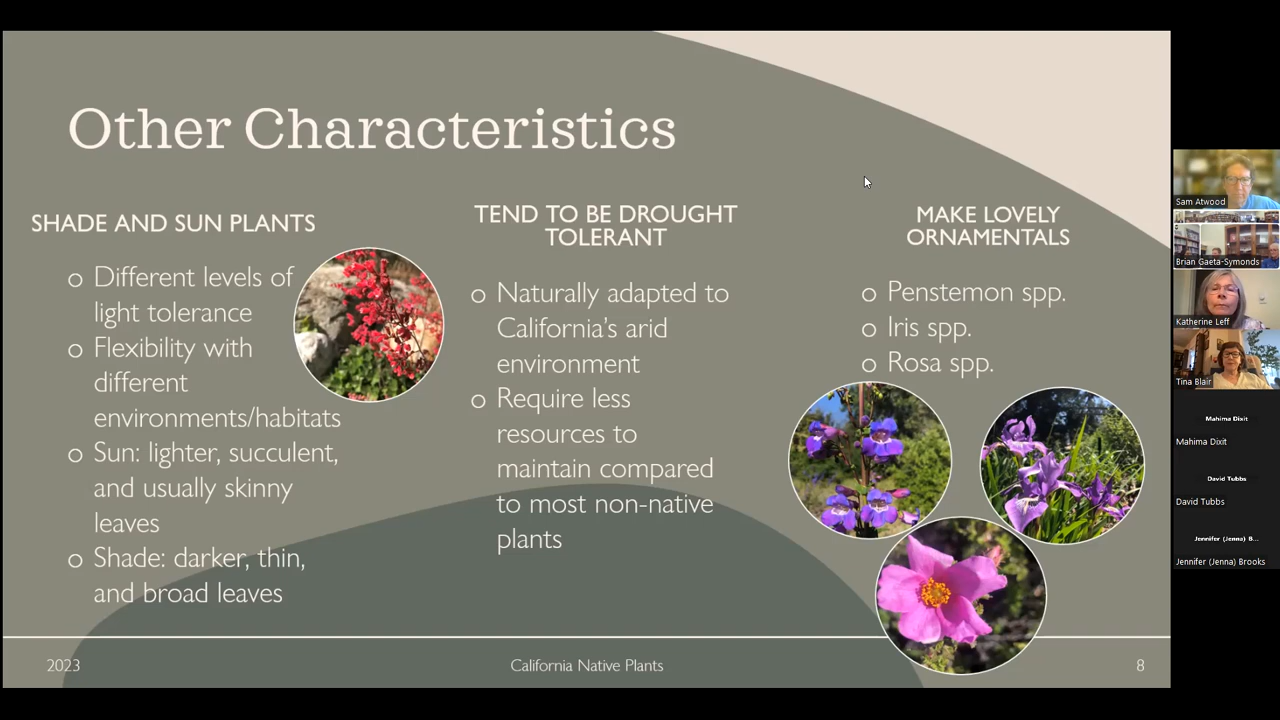 Other Characteristics
SHADE AND SUN PLANTS
o Different levels of
light tolerance
o Flexibility with
different
environments/habitats
o Sun: lighter, succulent,
and usually skinny
leaves
o Shade: darker, thin,
and broad leaves
TEND TO BE DROUGHT
TOLERANT
o Naturally adapted to
California's arid
environment
o Require less
resources to
maintain compared
to most non-native
plants
MAKE LOVELY
ORNAMENTALS
o Penstemon spp.
o Iris spp.
o Rosa spp.
2023
California Native Plants
8
Sam Atwood
Brian Gaeta-Symonds
Katherine Leff
Tina Blair
Mahima Dixit
Mahima Dixit
David Tubbs
David Tubbs
Jennifer (Jenna) B...
Jennifer (Jenna) Brooks